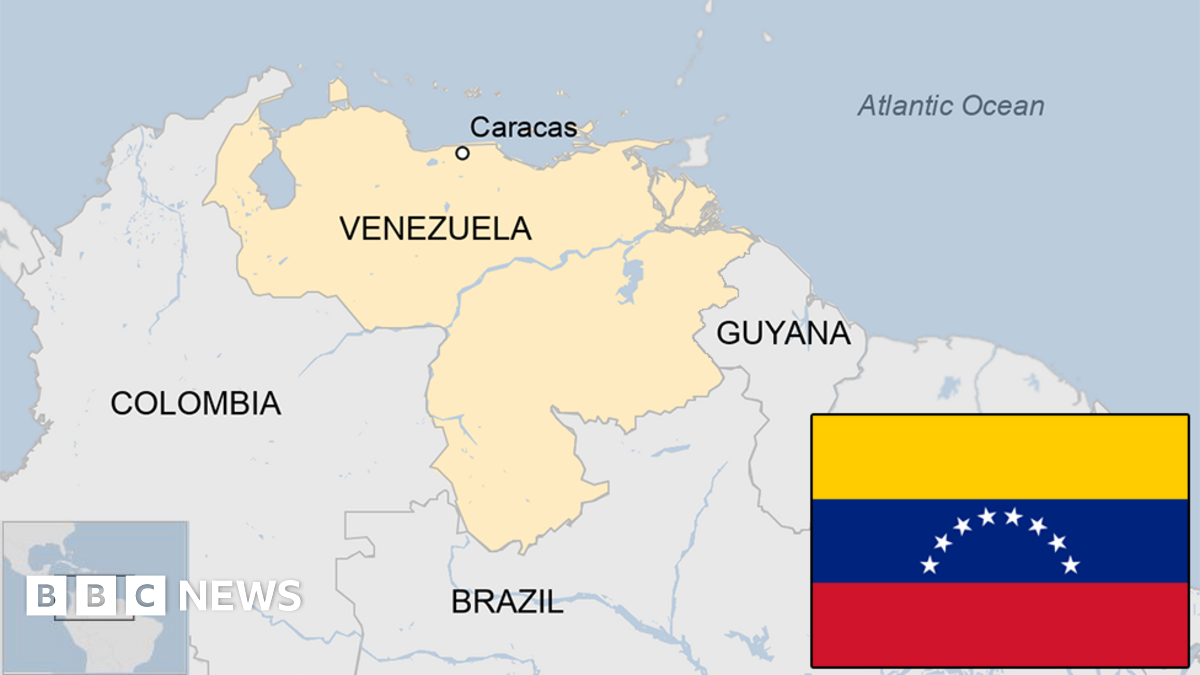 Caracas
Atlantic Ocean
VENEZUELA
GUYANA
COLOMBIA
BRAZIL
BBC NEWS